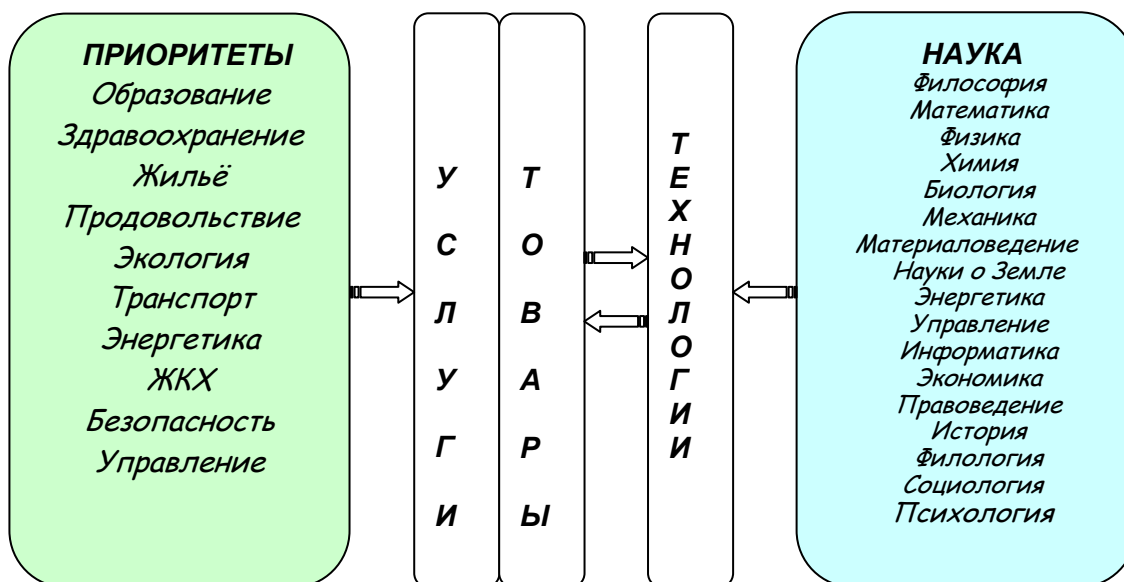 ПРИОРИТЕТЫ
Образование
Здравоохранение
Жильё
Продовольствие
Экология
Транспорт
Энергетика
ЖКХ
Безопасность
Управление
УСЛУГИ
ТОВАРЫ
ТЕХНОЛОГИИ
НАУКА
Философия
Математика
Физика
Химия
Биология
Механика
Материаловедение
Науки о Земле
Энергетика
Управление
Информатика
Экономика
Правоведение
История
Филология
Социология
Психология